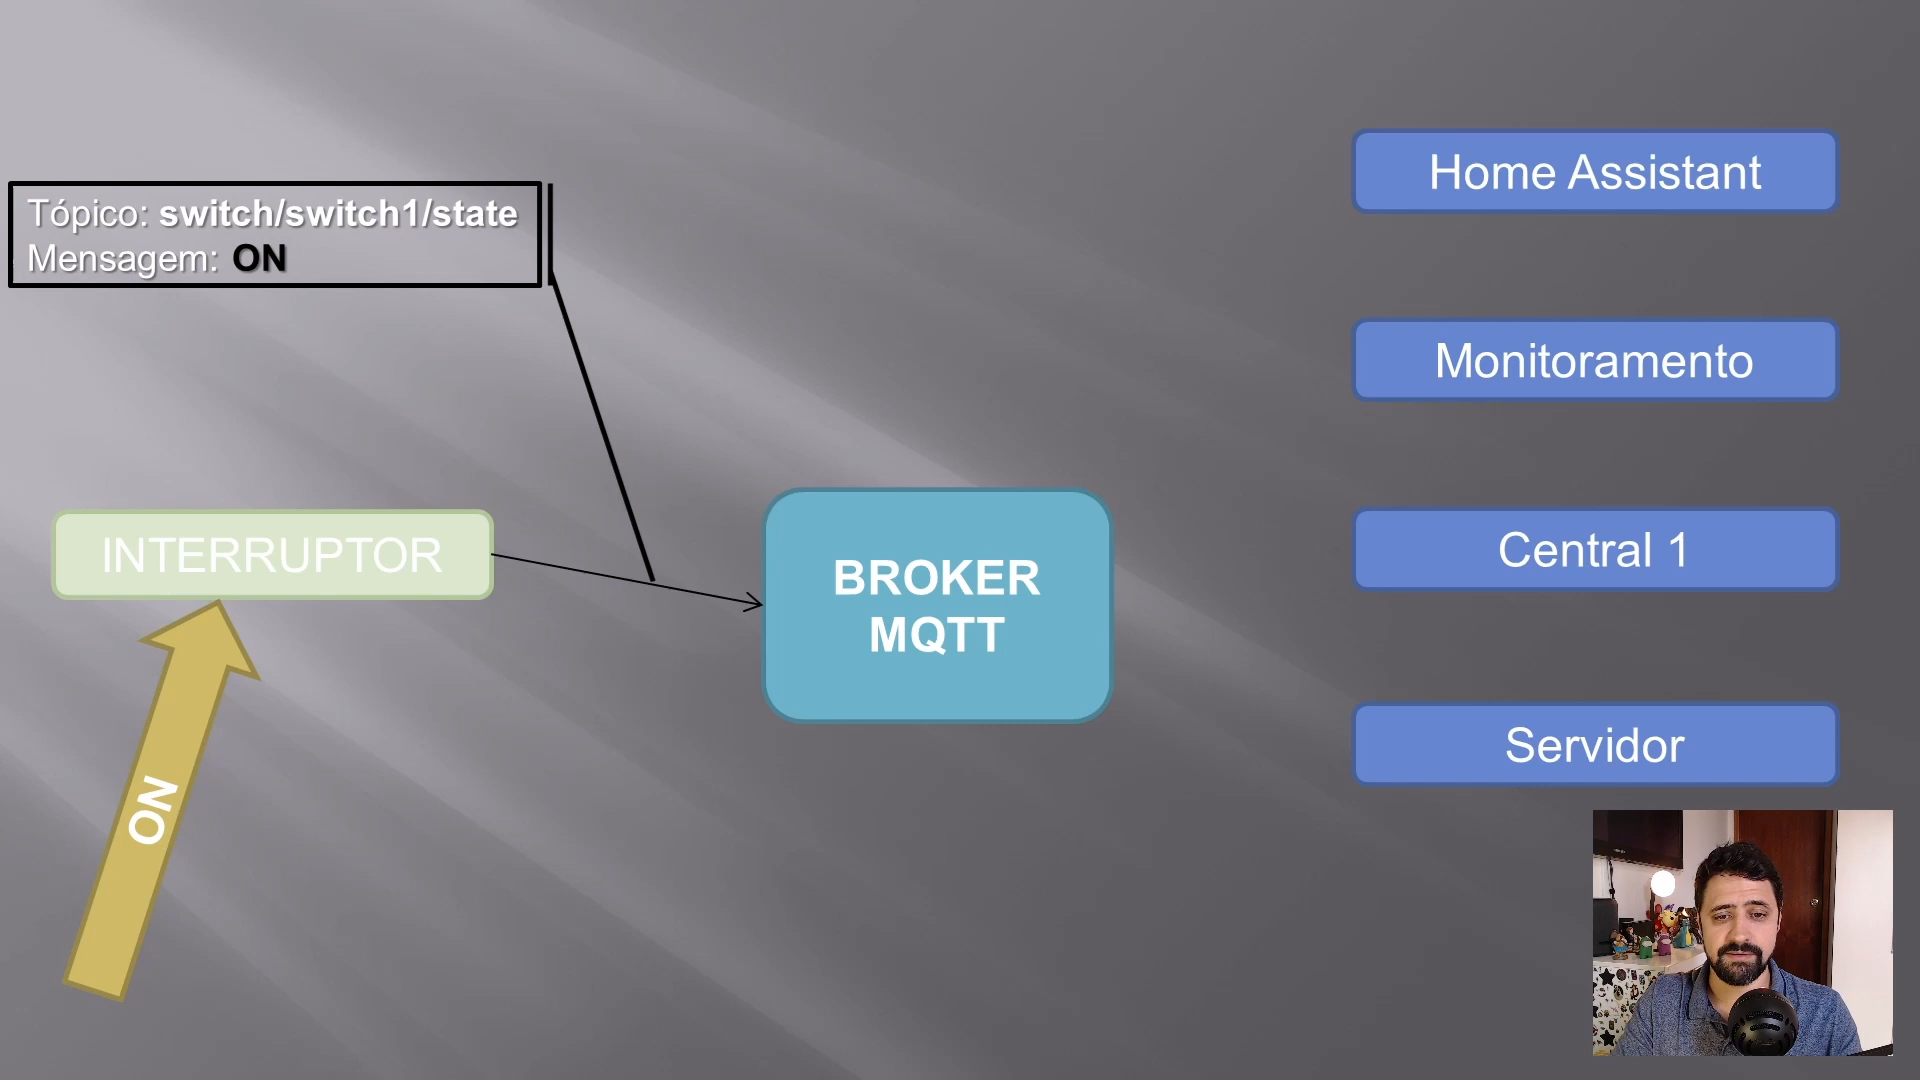 Home Assistant
Tópico: switch/switch1/state
Mensagem: ON
Monitoramento
INTERRUPTOR
Central 1
BROKER
MQTT
Servidor
ON